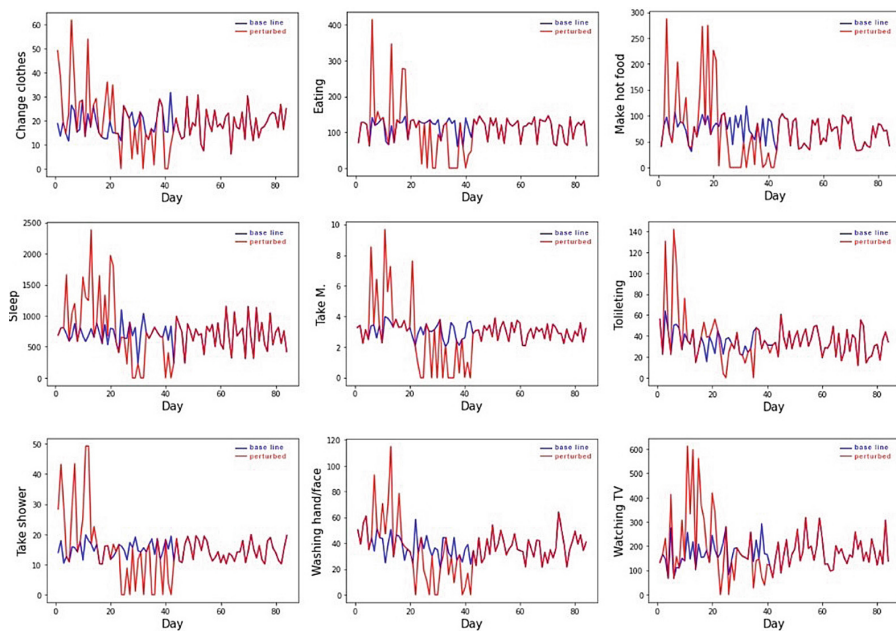 base line
perturbed
Change clothes
60
50
40
30
20
10
0
0 20 40 60 80
Day
base line
perturbed
Eating
400
300
200
100
0
0 20 40 60 80
Day
base line
perturbed
Make hot food
300
250
200
150
100
50
0
0 20 40 60 80
Day
base line
perturbed
Sleep
2500
2000
1500
1000
500
0
0 20 40 60 80
Day
base line
perturbed
Take M.
10
8
6
4
2
0
0 20 40 60 80
Day
base line
perturbed
Tolileting
140
120
100
80
60
40
20
0
0 20 40 60 80
Day
base line
perturbed
Take shower
50
40
30
20
10
0
0 20 40 60 80
Day
base line
perturbed
Washing hand/face
120
100
80
60
40
20
0
0 20 40 60 80
Day
base line
perturbed
Watching TV
600
500
400
300
200
100
0
0 20 40 60 80
Day